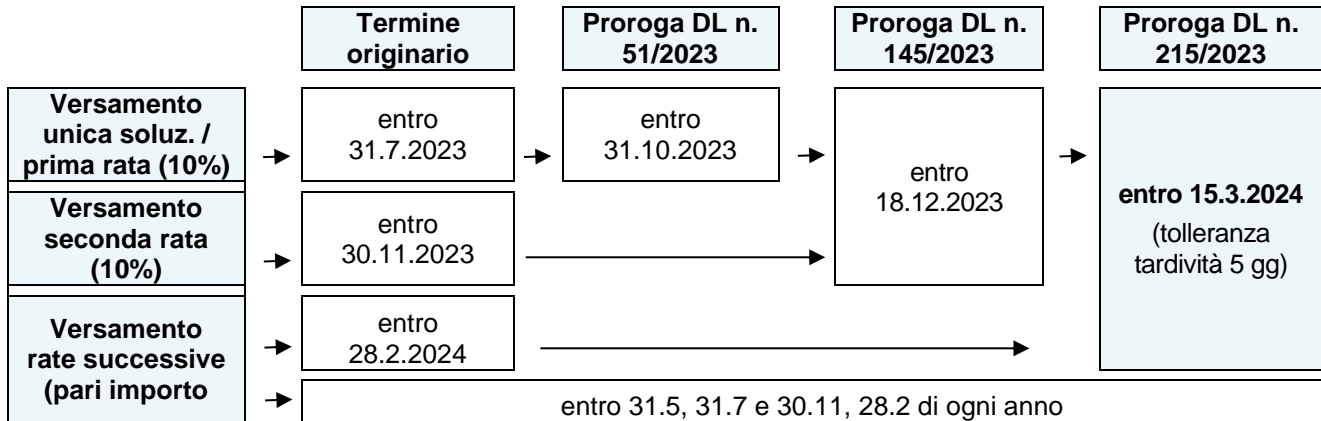 Termine
originario
Proroga DL n.
51/2023
Proroga DL n.
145/2023
Proroga DL n.
215/2023
Versamento
unica soluz. /
prima rata (10%)
entro
31.7.2023
entro
31.10.2023
entro
18.12.2023
entro 15.3.2024
(tolleranza
tardività 5 gg)
Versamento
seconda rata
(10%)
entro
30.11.2023
Versamento
rate successive
(pari importo
entro
28.2.2024
entro 31.5, 31.7 e 30.11, 28.2 di ogni anno